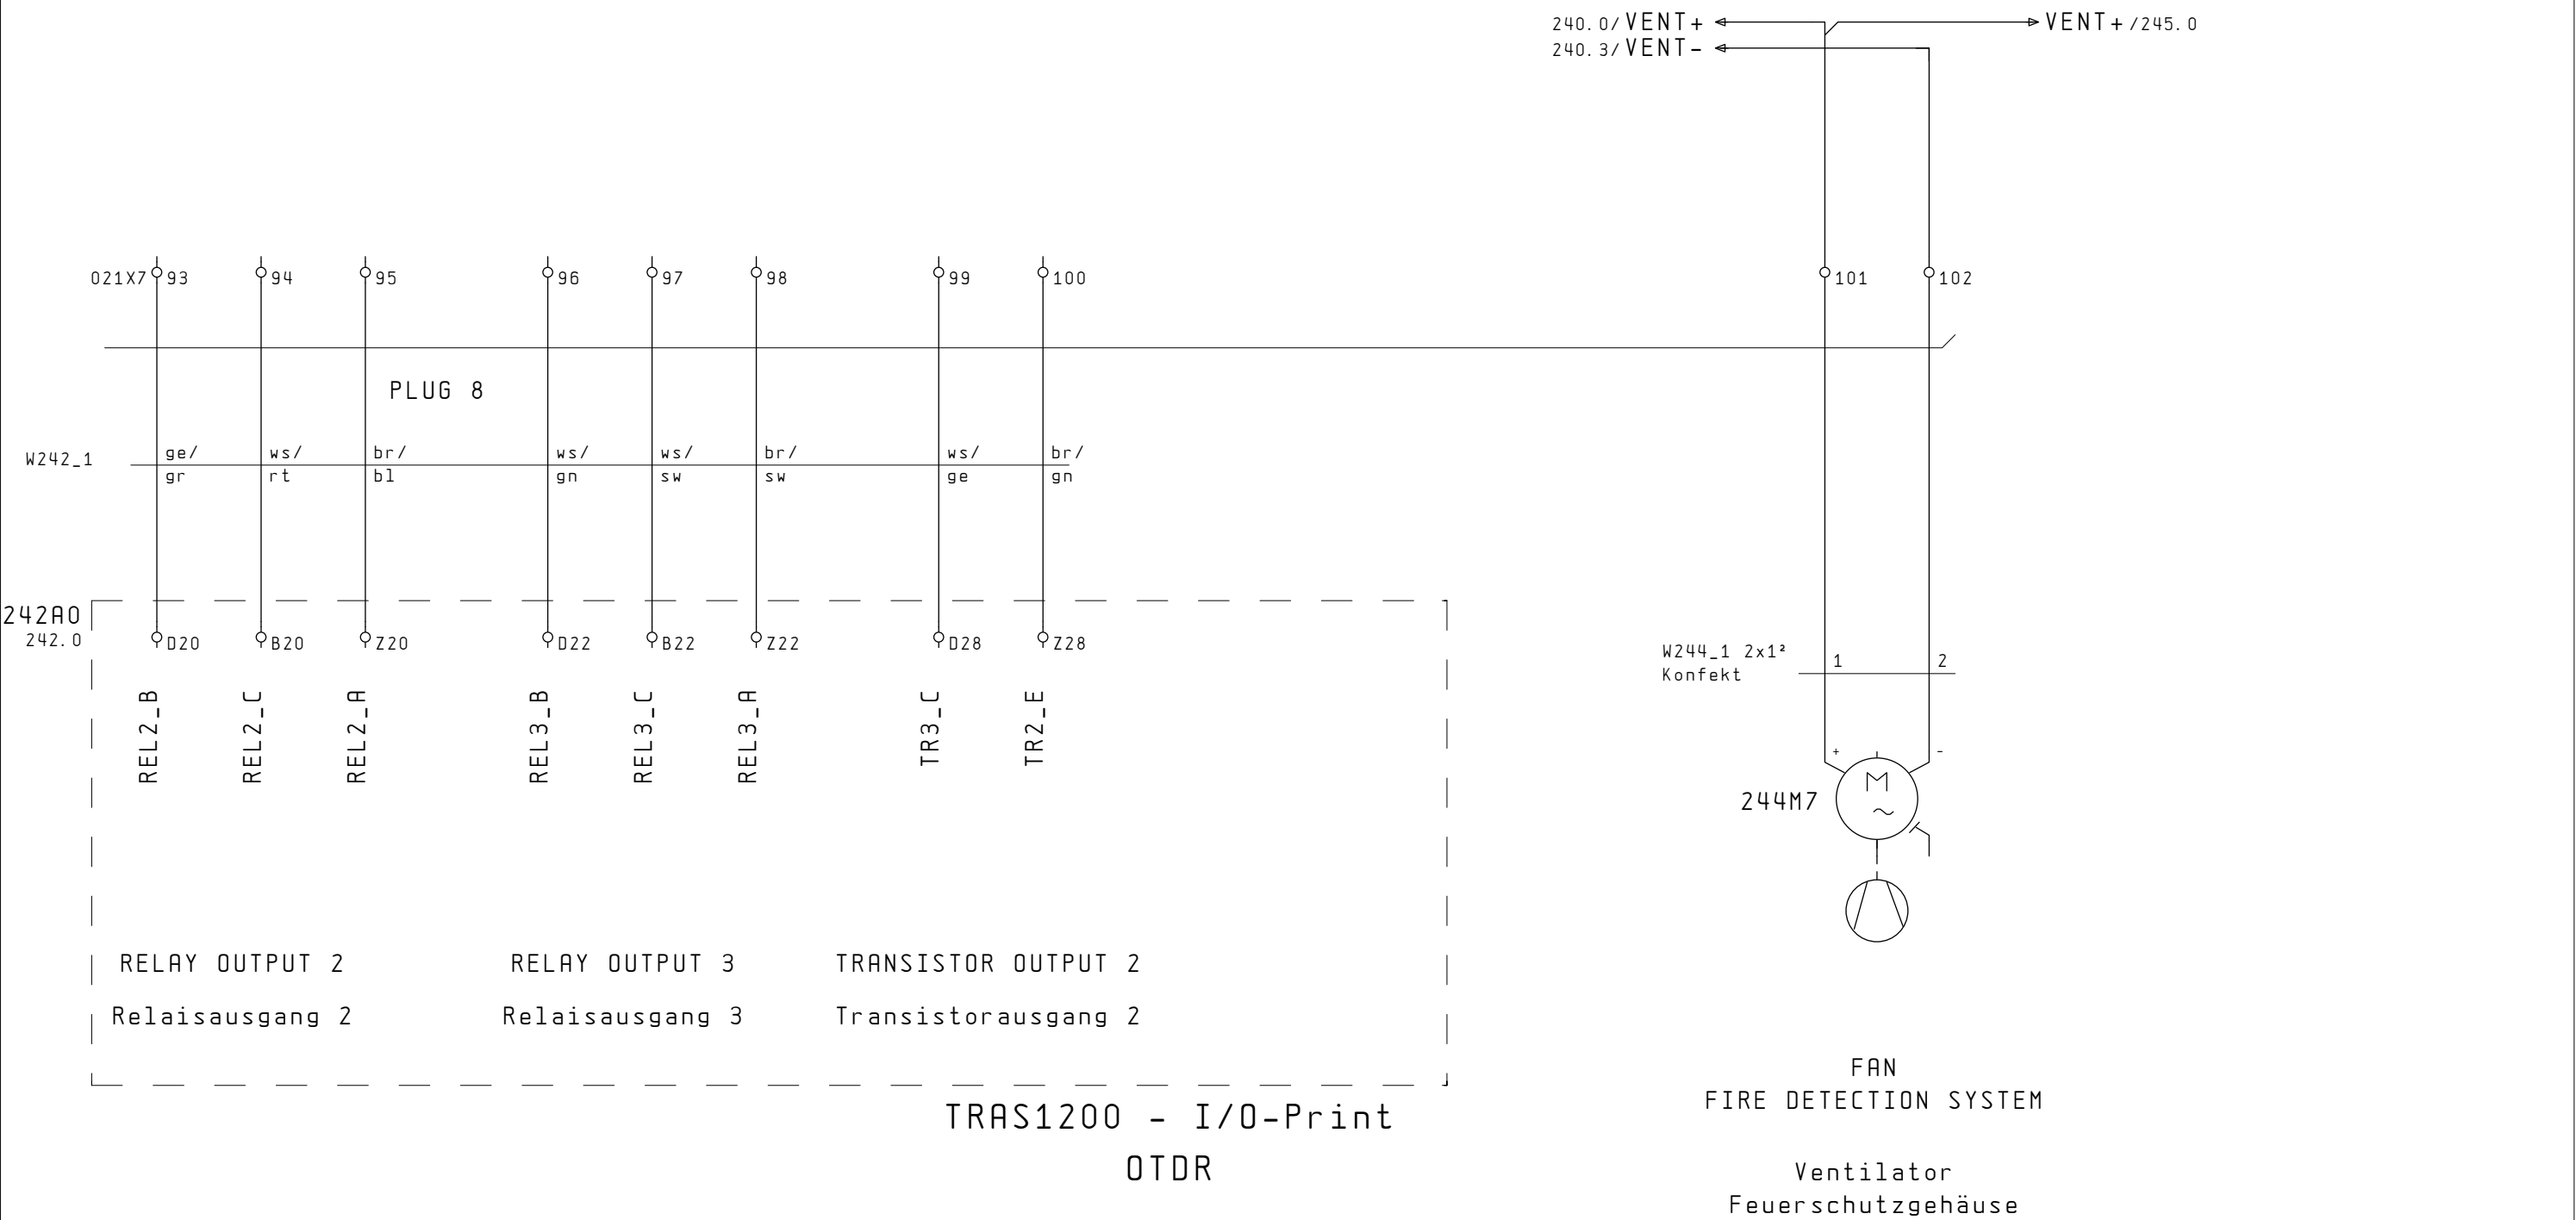 240.0/VENT+ VENT+/245.0
240.3/VENT-
021X7 93 94 95 96 97 98 99 100 101 102
PLUG 8
W242_1
ge/ ws/ br/ ws/ ws/ br/ ws/ br/
gr rt bl gn sw sw ge gn
242A0
242.0
D20 B20 Z20 D22 B22 Z22 D28 Z28
W244_1 2x1² 1 2
Konfekt
REL2_B REL2_C REL2_A REL3_B REL3_C REL3_A TR3_C TR2_E
+ -
M
~
244M7
RELAY OUTPUT 2 RELAY OUTPUT 3 TRANSISTOR OUTPUT 2
Relaisausgang 2 Relaisausgang 3 Transistorausgang 2
TRAS1200 - I/O-Print
OTDR
FAN
FIRE DETECTION SYSTEM
Ventilator
Feuerschutzgehäuse